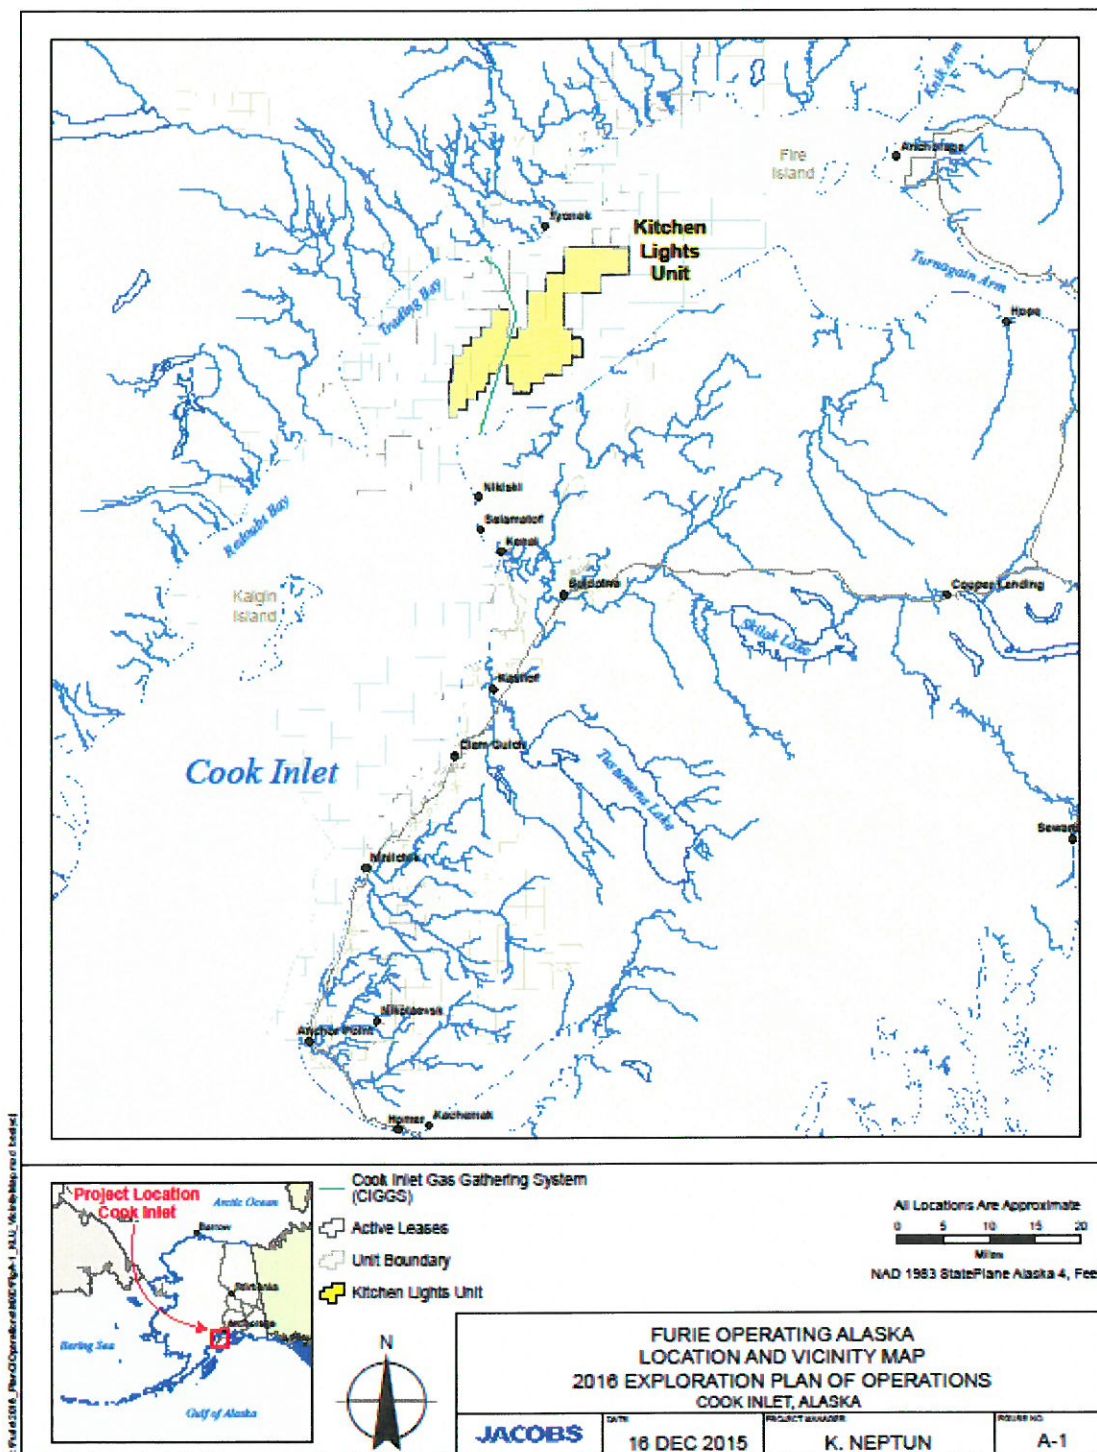 Knik Arm
Anchorage
Fire
Island
Tyonek
Kitchen
Lights
Unit
Turnagain Arm
Trading Bay
Hope
Nikiski
Salamatof
Kenai
Redoubt Bay
Soldotna
Cooper Landing
Kalgin
Island
Skilak Lake
Kasilof
Clam Gulch
Cook Inlet
Tustumena Lake
Seward
Ninilchik
Nikolaevsk
Anchor Point
Homer
Kachemak
Project Location
Cook Inlet
Arctic Ocean
Barrow
Fairbanks
Anchorage
Bering Sea
Gulf of Alaska
Cook Inlet Gas Gathering System
(CIGGS)
Active Leases
Unit Boundary
Kitchen Lights Unit
N
All Locations Are Approximate
0 5 10 15 20
Miles
NAD 1983 StatePlane Alaska 4, Fee
FURIE OPERATING ALASKA
LOCATION AND VICINITY MAP
2016 EXPLORATION PLAN OF OPERATIONS
COOK INLET, ALASKA
JACOBS
DATE
16 DEC 2015
PROJECT MANAGER
K. NEPTUN
FIGURE NO.
A-1